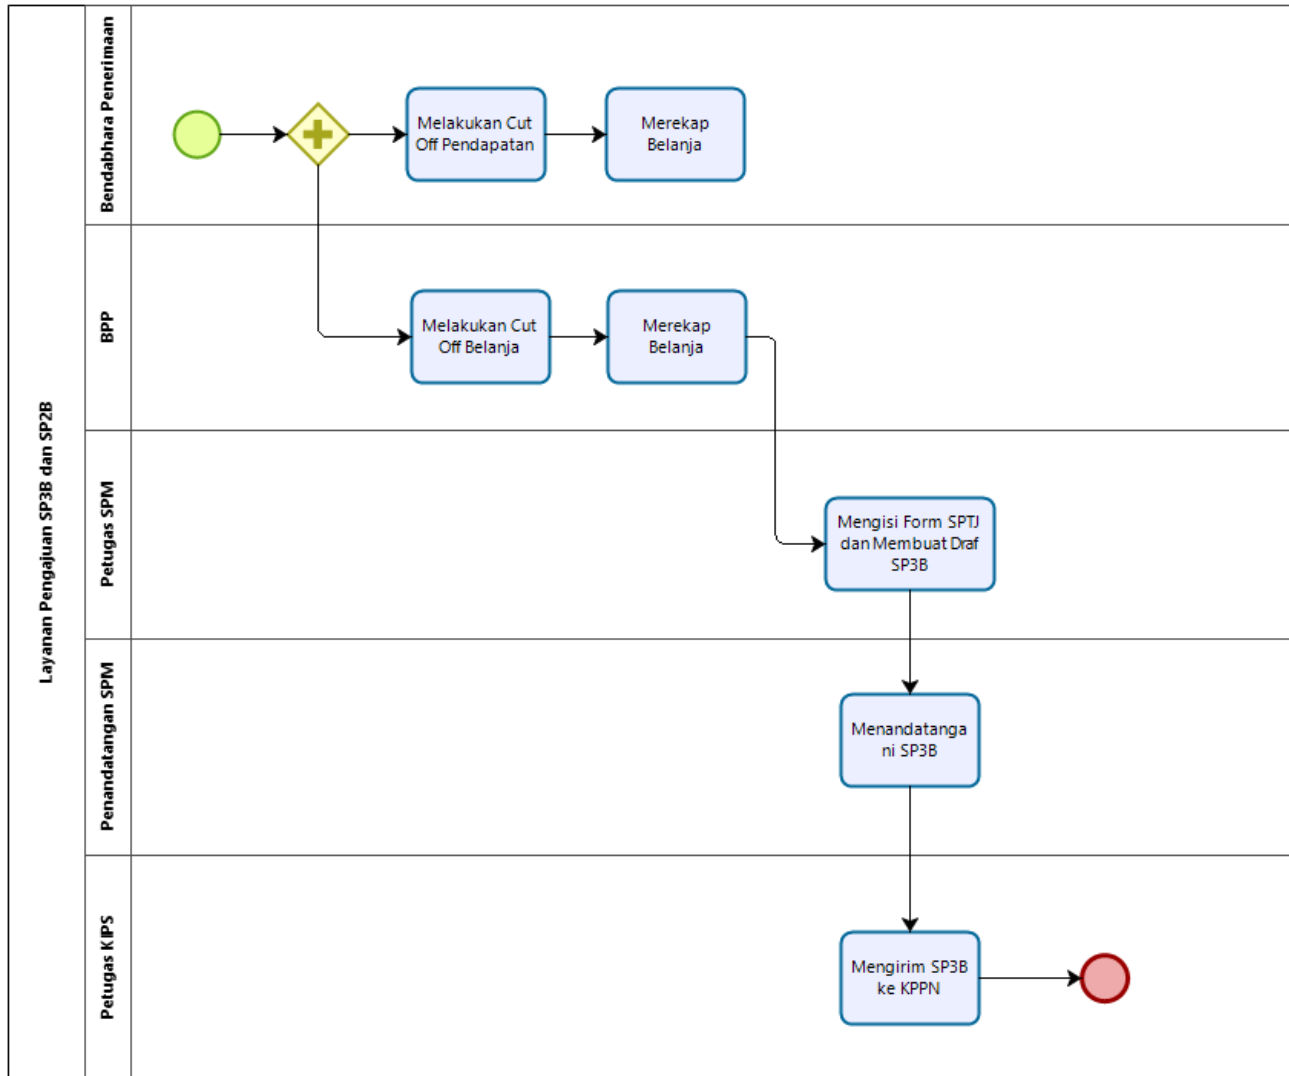 Layanan Pengajuan SP3B dan SP2B
Bendabhara Penerimaan
Melakukan Cut
Off Pendapatan
Merekap
Belanja
BPP
Melakukan Cut
Off Belanja
Merekap
Belanja
Petugas SPM
Mengisi Form SPTJ
dan Membuat Draf
SP3B
Penandatangan SPM
Menandatanga
ni SP3B
Petugas KIPS
Mengirim SP3B
ke KPPN